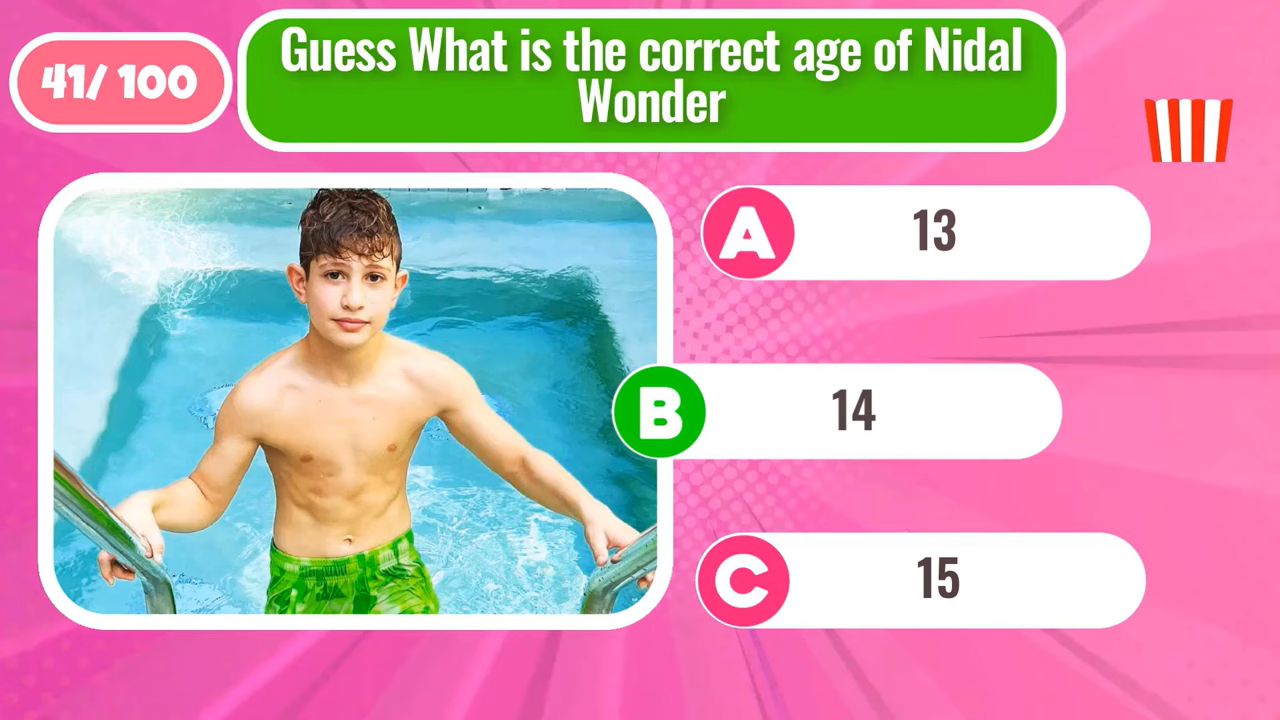 41/ 100
Guess What is the correct age of Nidal
Wonder
A 13
B 14
C 15